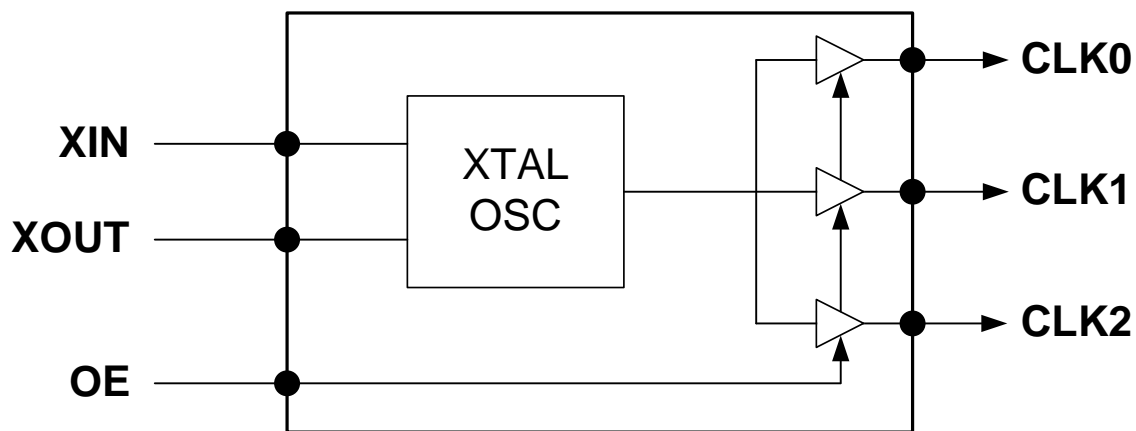 CLK0
XIN
XTAL
OSC
CLK1
XOUT
CLK2
OE